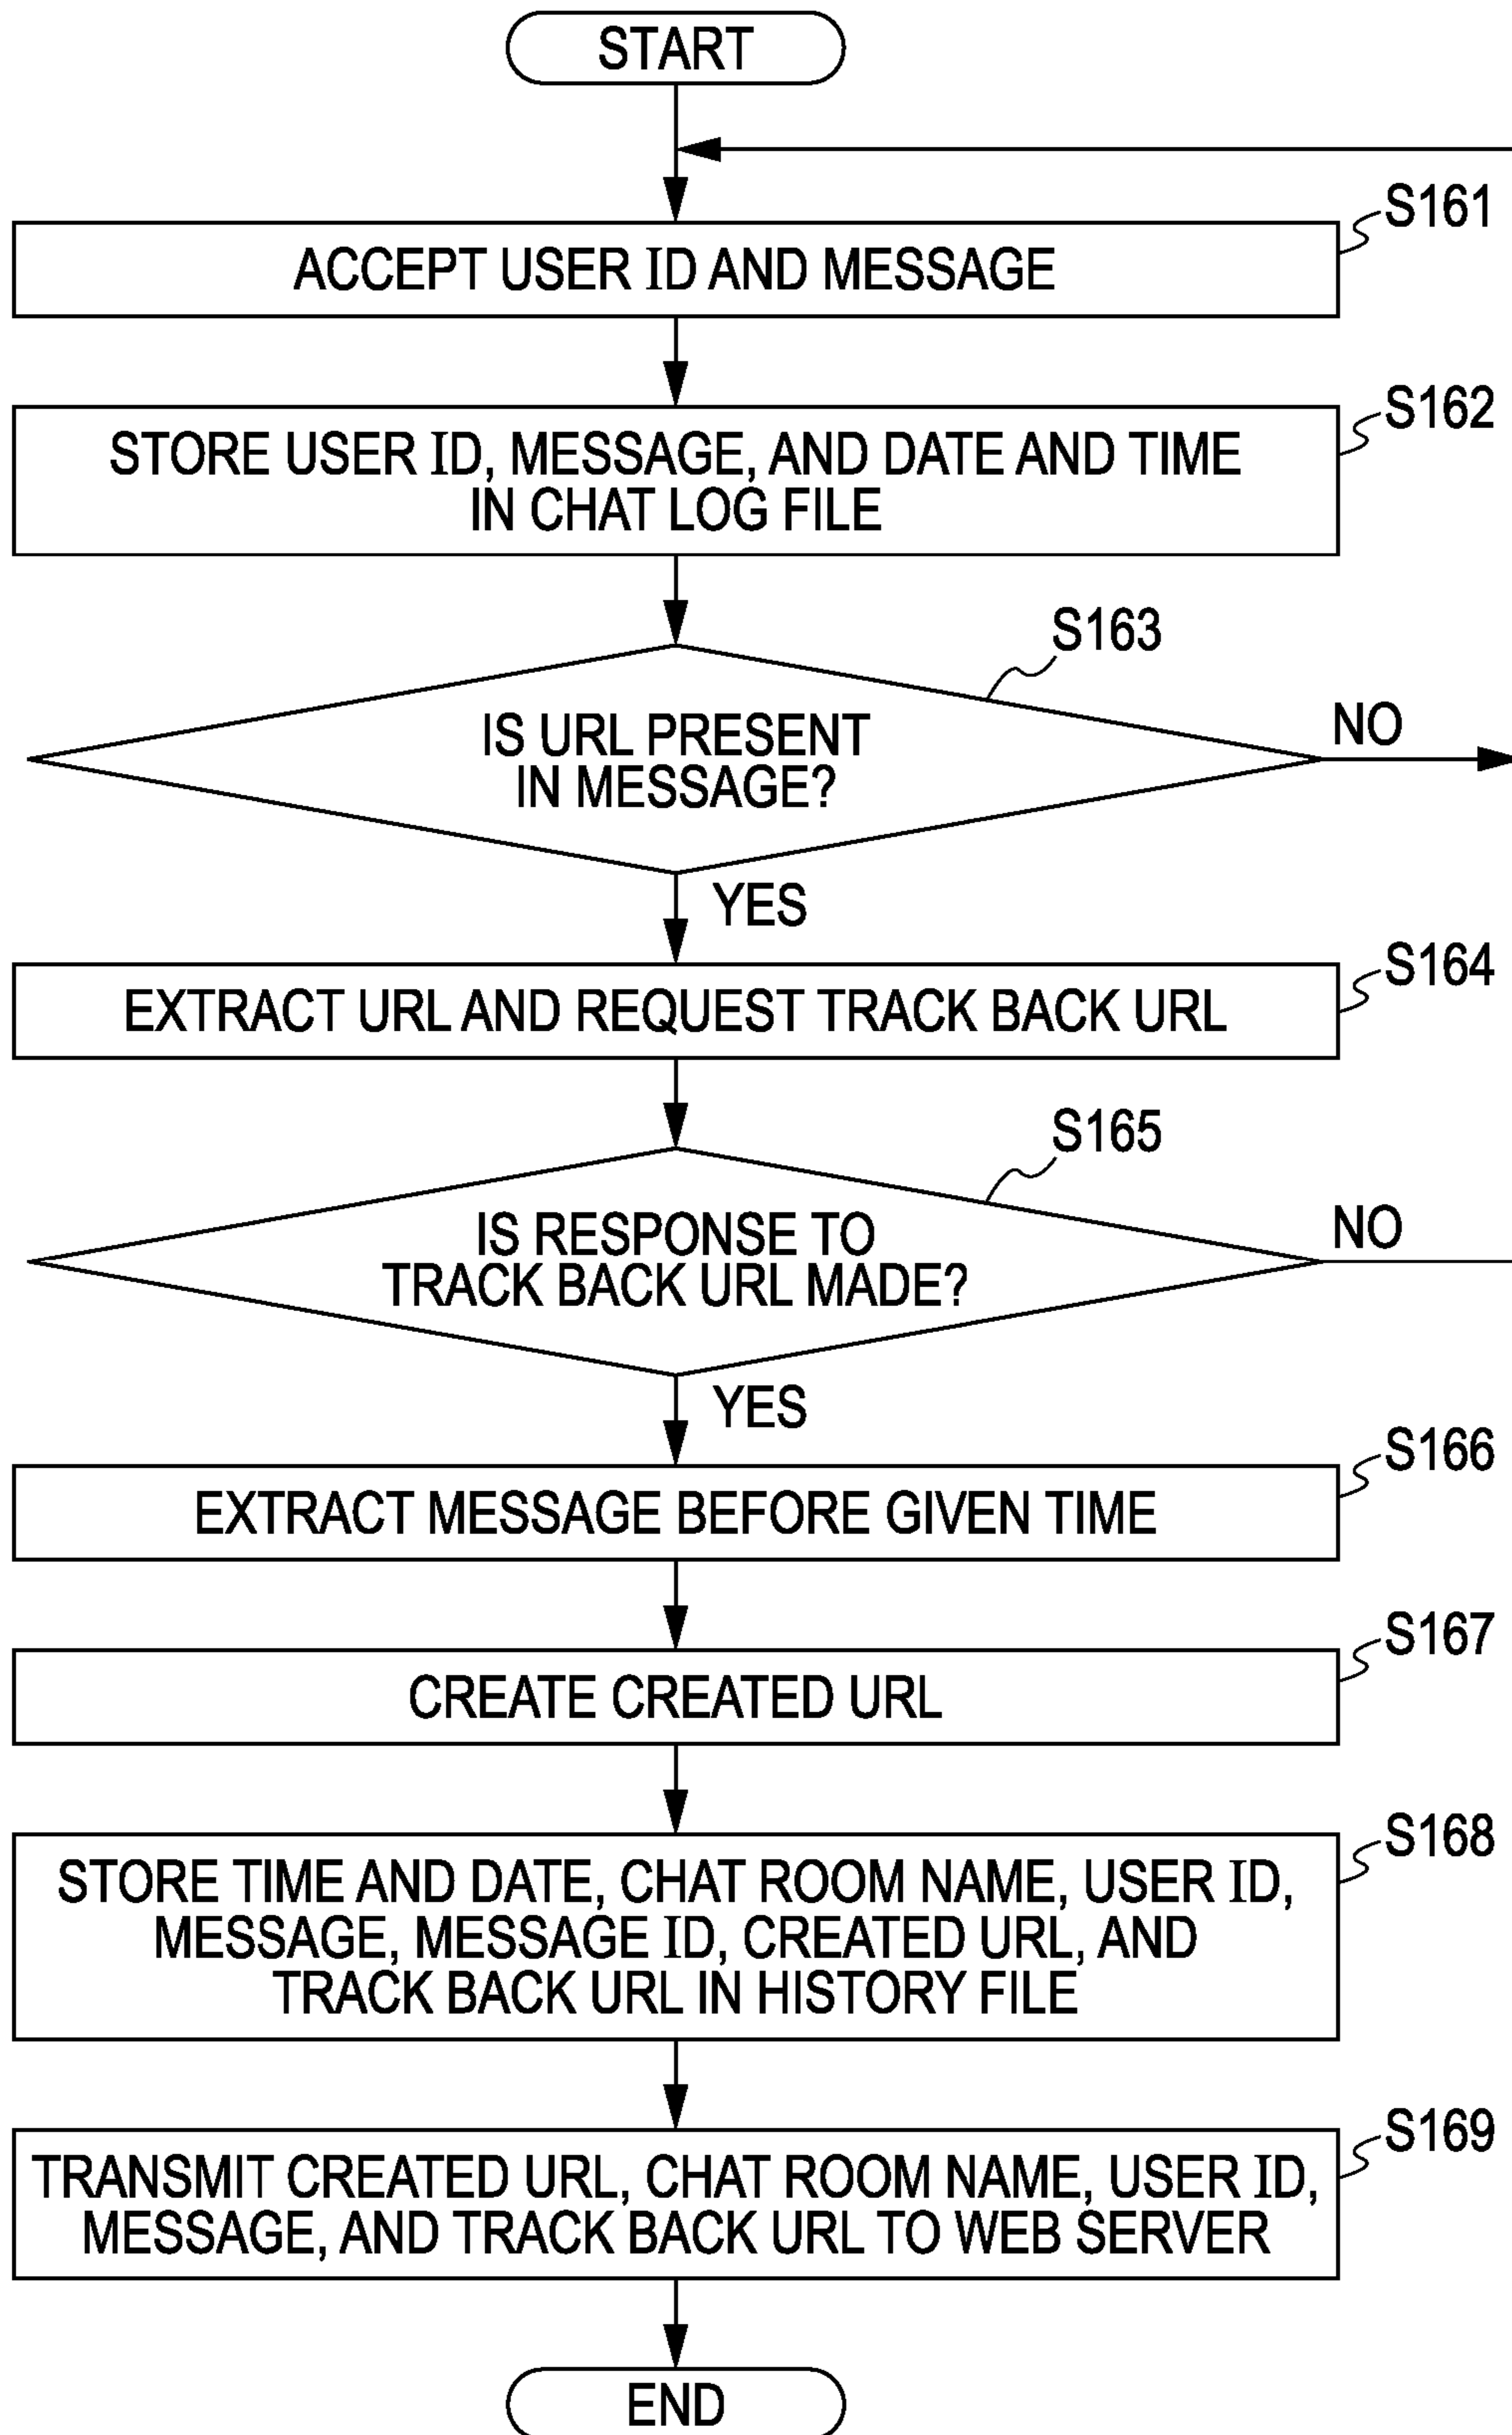 START
S161
ACCEPT USER ID AND MESSAGE
S162
STORE USER ID, MESSAGE, AND DATE AND TIME
IN CHAT LOG FILE
S163
IS URL PRESENT
IN MESSAGE?
NO
YES
S164
EXTRACT URL AND REQUEST TRACK BACK URL
S165
IS RESPONSE TO
TRACK BACK URL MADE?
NO
YES
S166
EXTRACT MESSAGE BEFORE GIVEN TIME
S167
CREATE CREATED URL
S168
STORE TIME AND DATE, CHAT ROOM NAME, USER ID,
MESSAGE, MESSAGE ID, CREATED URL, AND
TRACK BACK URL IN HISTORY FILE
S169
TRANSMIT CREATED URL, CHAT ROOM NAME, USER ID,
MESSAGE, AND TRACK BACK URL TO WEB SERVER
END